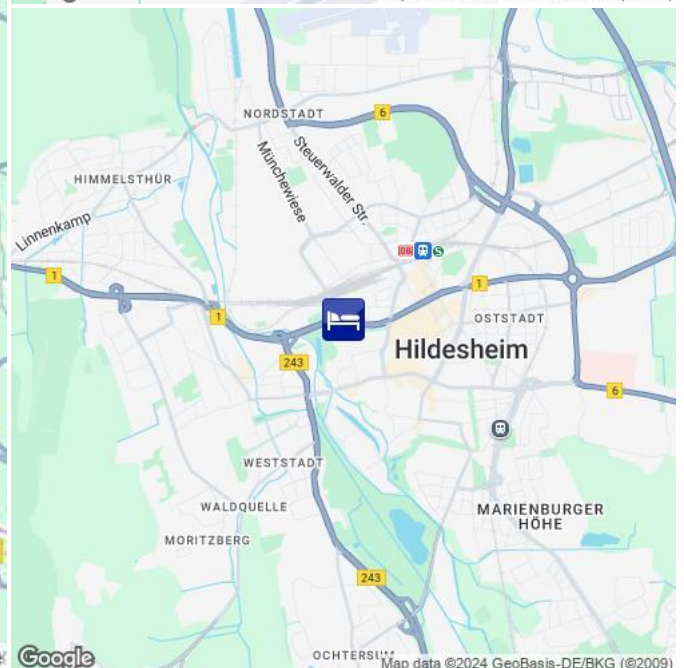 NORDSTADT
6
HIMMELSTHÜR
Münchewiese
Steuerwalder Str.
Linnenkamp
DB
S
1
1
1
OSTSTADT
Hildesheim
243
6
WESTSTADT
WALDQUELLE
MORITZBERG
MARIENBURGER
HÖHE
243
OCHTERSUM
Google
Map data ©2024 GeoBasis-DE/BKG (©2009)